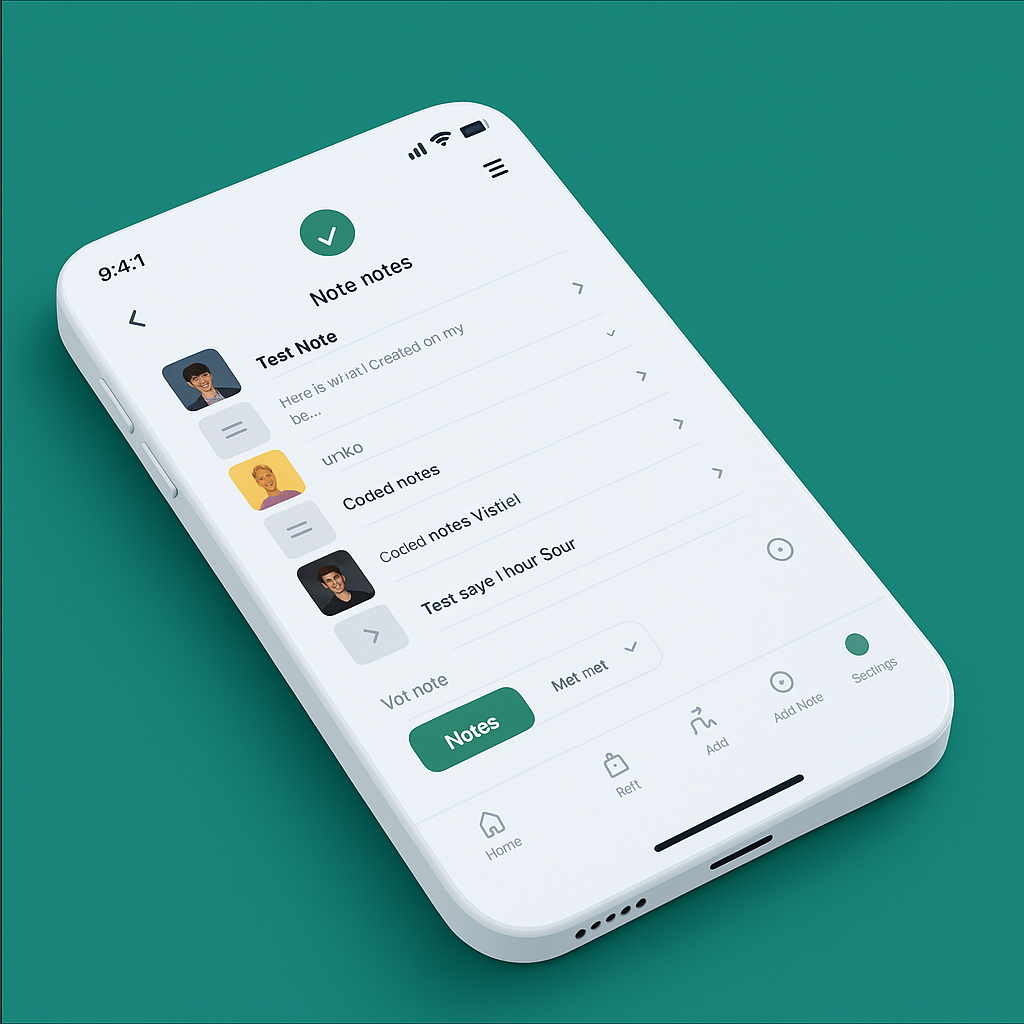 9:4:1
Note notes
Test Note
Here is what I Created on my
be...
unko
Coded notes
Coded notes Vistiel
Test saye I hour Sour
Vot note
Notes
Met met
Home
Reft
Add
Add Note
Sectings